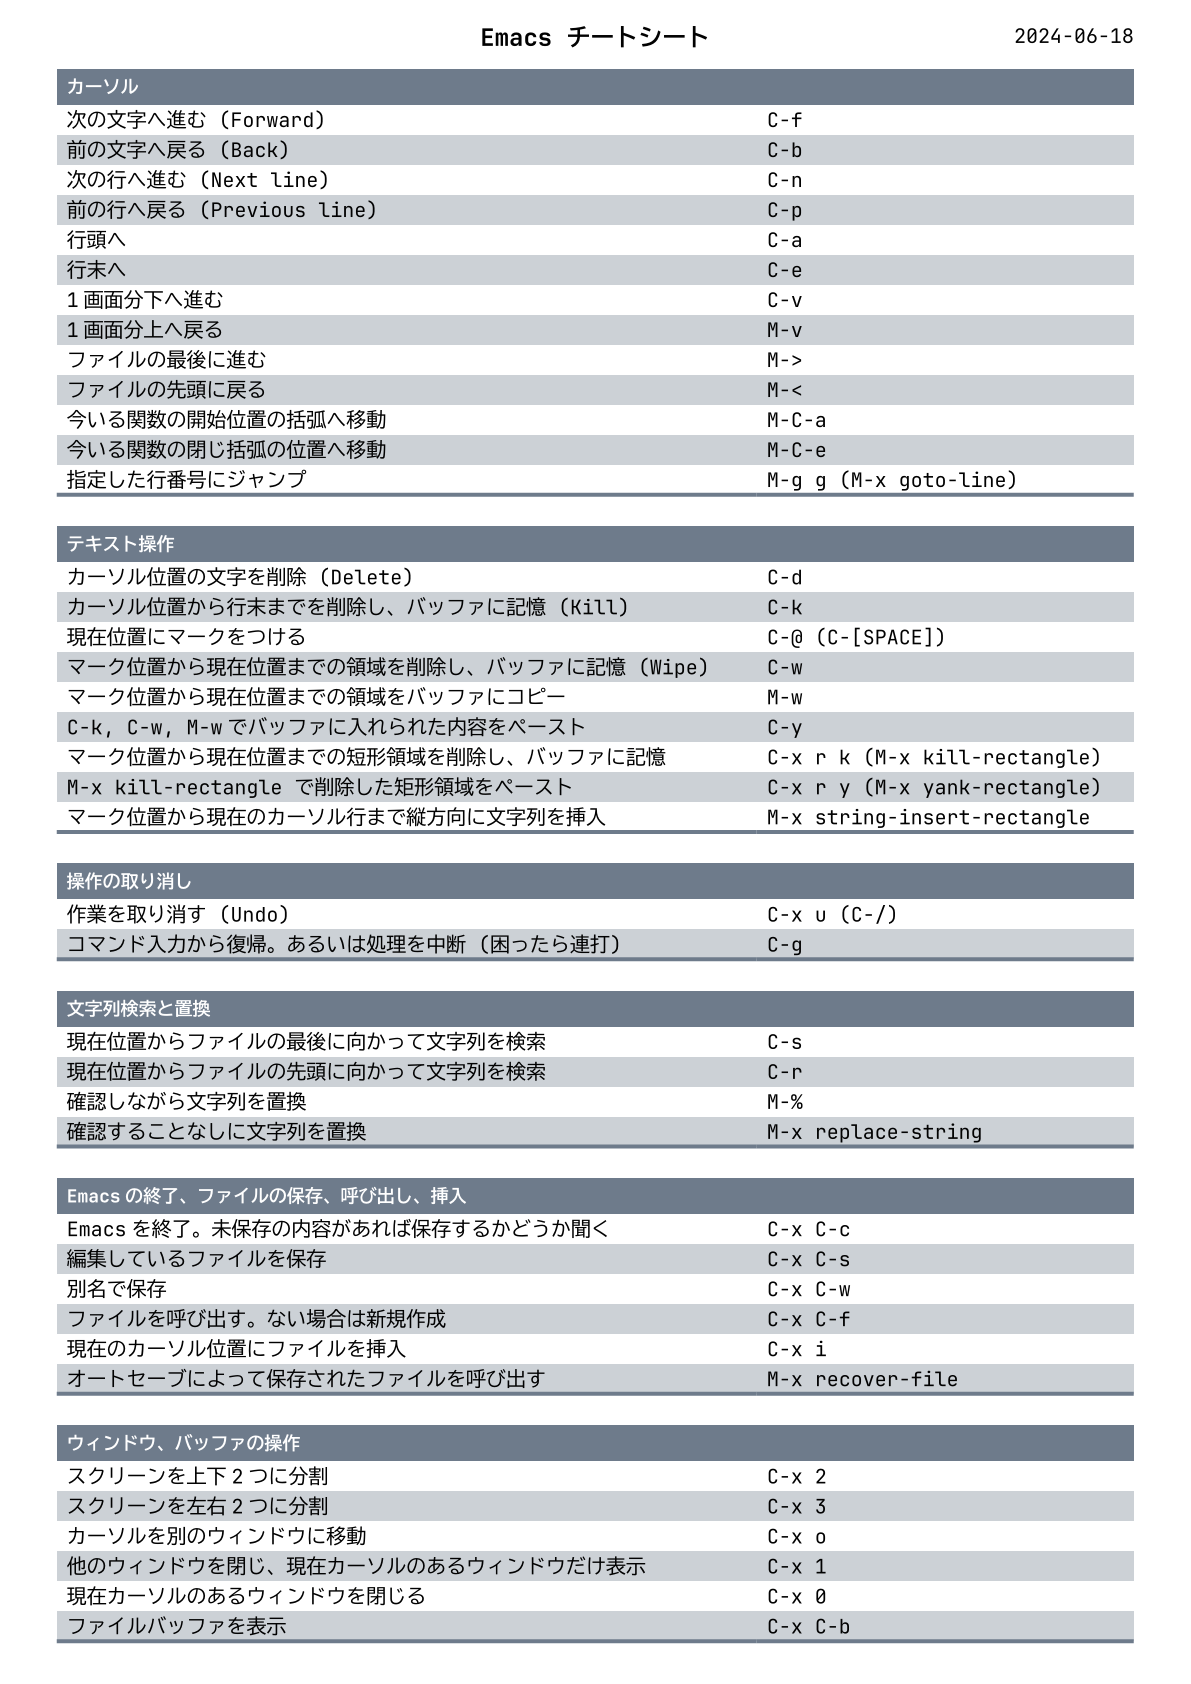 Emacs チートシート 2024-06-18
カーソル
次の文字へ進む (Forward) C-f
前の文字へ戻る (Back) C-b
次の行へ進む (Next line) C-n
前の行へ戻る (Previous line) C-p
行頭へ C-a
行末へ C-e
1 画面分下へ進む C-v
1 画面分上へ戻る M-v
ファイルの最後に進む M->
ファイルの先頭に戻る M-<
今いる関数の開始位置の括弧へ移動 M-C-a
今いる関数の閉じ括弧の位置へ移動 M-C-e
指定した行番号にジャンプ M-g g (M-x goto-line)
テキスト操作
カーソル位置の文字を削除 (Delete) C-d
カーソル位置から行末までを削除し、バッファに記憶 (Kill) C-k
現在位置にマークをつける C-@ (C-[SPACE])
マーク位置から現在位置までの領域を削除し、バッファに記憶 (Wipe) C-w
マーク位置から現在位置までの領域をバッファにコピー M-w
C-k, C-w, M-w でバッファに入れられた内容をペースト C-y
マーク位置から現在位置までの短形領域を削除し、バッファに記憶 C-x r k (M-x kill-rectangle)
M-x kill-rectangle で削除した矩形領域をペースト C-x r y (M-x yank-rectangle)
マーク位置から現在のカーソル行まで縦方向に文字列を挿入 M-x string-insert-rectangle
操作の取り消し
作業を取り消す (Undo) C-x u (C-/)
コマンド入力から復帰。あるいは処理を中断 (困ったら連打) C-g
文字列検索と置換
現在位置からファイルの最後に向かって文字列を検索 C-s
現在位置からファイルの先頭に向かって文字列を検索 C-r
確認しながら文字列を置換 M-%
確認することなしに文字列を置換 M-x replace-string
Emacs の終了、ファイルの保存、呼び出し、挿入
Emacs を終了。未保存の内容があれば保存するかどうか聞く C-x C-c
編集しているファイルを保存 C-x C-s
別名で保存 C-x C-w
ファイルを呼び出す。ない場合は新規作成 C-x C-f
現在のカーソル位置にファイルを挿入 C-x i
オートセーブによって保存されたファイルを呼び出す M-x recover-file
ウィンドウ、バッファの操作
スクリーンを上下 2 つに分割 C-x 2
スクリーンを左右 2 つに分割 C-x 3
カーソルを別のウィンドウに移動 C-x o
他のウィンドウを閉じ、現在カーソルのあるウィンドウだけ表示 C-x 1
現在カーソルのあるウィンドウを閉じる C-x 0
ファイルバッファを表示 C-x C-b